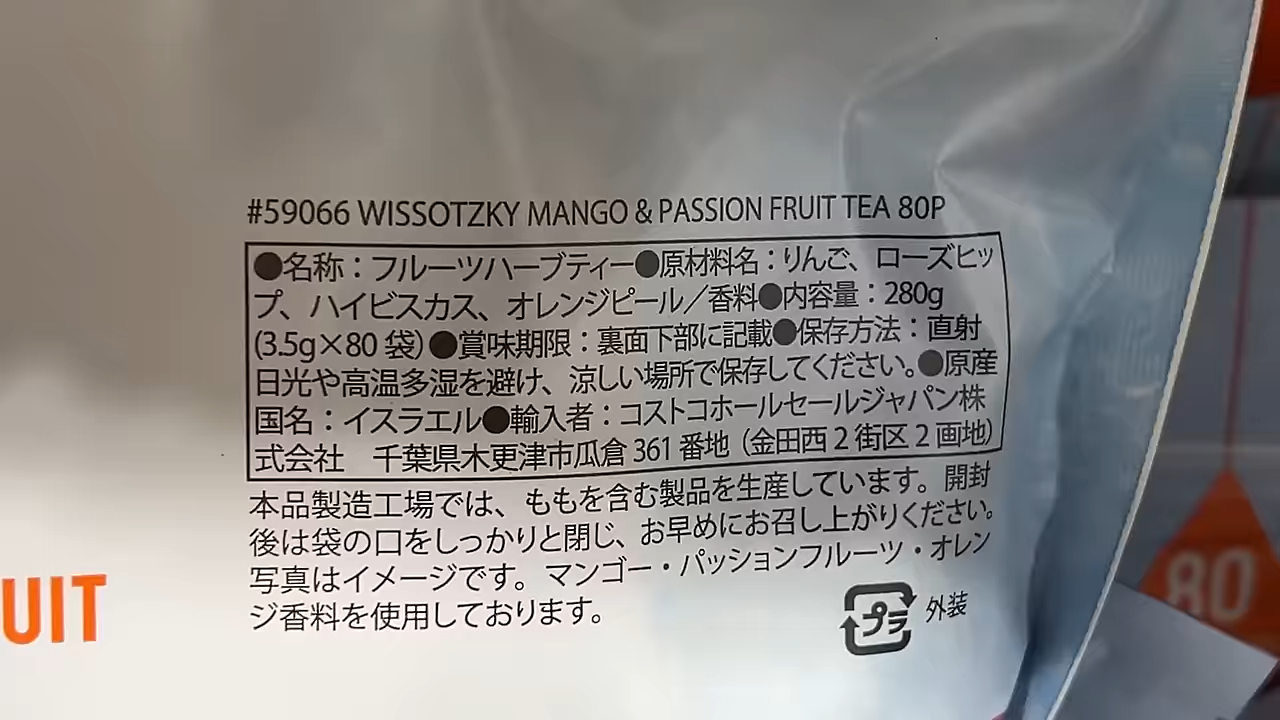 #59066 WISSOTZKY MANGO & PASSION FRUIT TEA 80P
●名称：フルーツハーブティー●原材料名：りんご、ローズヒッ
プ、ハイビスカス、オレンジピール／香料●内容量：280g
(3.5g×80 袋)●賞味期限：裏面下部に記載●保存方法：直射
日光や高温多湿を避け、涼しい場所で保存してください。●原産
国名：イスラエル●輸入者：コストコホールセールジャパン株
式会社　千葉県木更津市瓜倉 361 番地（金田西 2 街区 2 画地）
本品製造工場では、ももを含む製品を生産しています。開封
後は袋の口をしっかりと閉じ、お早めにお召し上がりください。
写真はイメージです。マンゴー・パッションフルーツ・オレン
ジ香料を使用しております。
プラ 外装
UIT
80